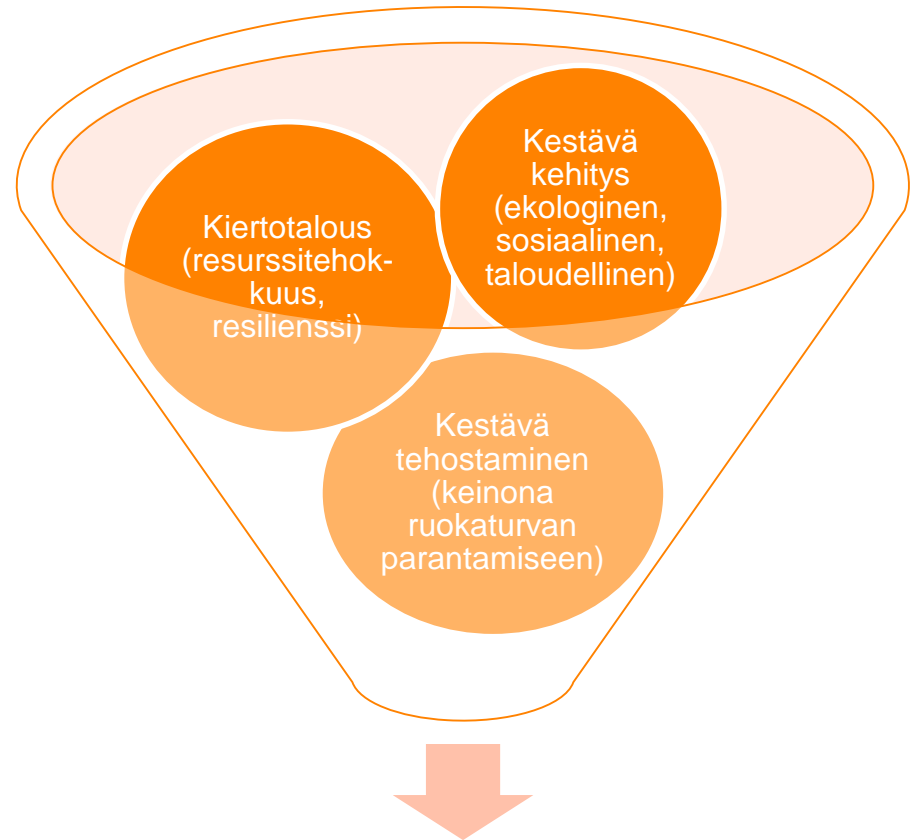 Kestävä
kehitys
(ekologinen,
sosiaalinen,
taloudellinen)
Kiertotalous
(resurssitehok-
kuus,
resilienssi)
Kestävä
tehostaminen
(keinona
ruokaturvan
parantamiseen)